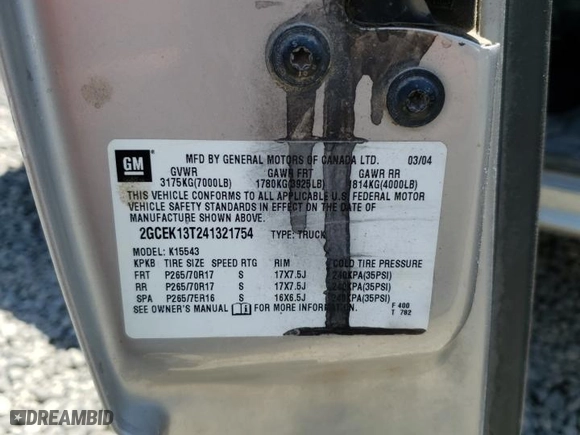 GM
MFD BY GENERAL MOTORS OF CANADA LTD. 03/04
GVWR GAWR FRT GAWR RR
3175KG(7000LB) 1780KG(3925LB) 1814KG(4000LB)
THIS VEHICLE CONFORMS TO ALL APPLICABLE U.S. FEDERAL MOTOR
VEHICLE SAFETY STANDARDS IN EFFECT ON THE DATE OF
MANUFACTURE SHOWN ABOVE.
2GCEK13T241321754 TYPE: TRUCK
MODEL: K15543
KPKB TIRE SIZE SPEED RTG RIM COLD TIRE PRESSURE
FRT P265/70R17 S 17X7.5J 240KPA(35PSI)
RR P265/70R17 S 17X7.5J 240KPA(35PSI)
SPA P265/75R16 S 16X6.5J 240KPA(35PSI)
SEE OWNER'S MANUAL FOR MORE INFORMATION.
F 400
T 702
DREAMBID